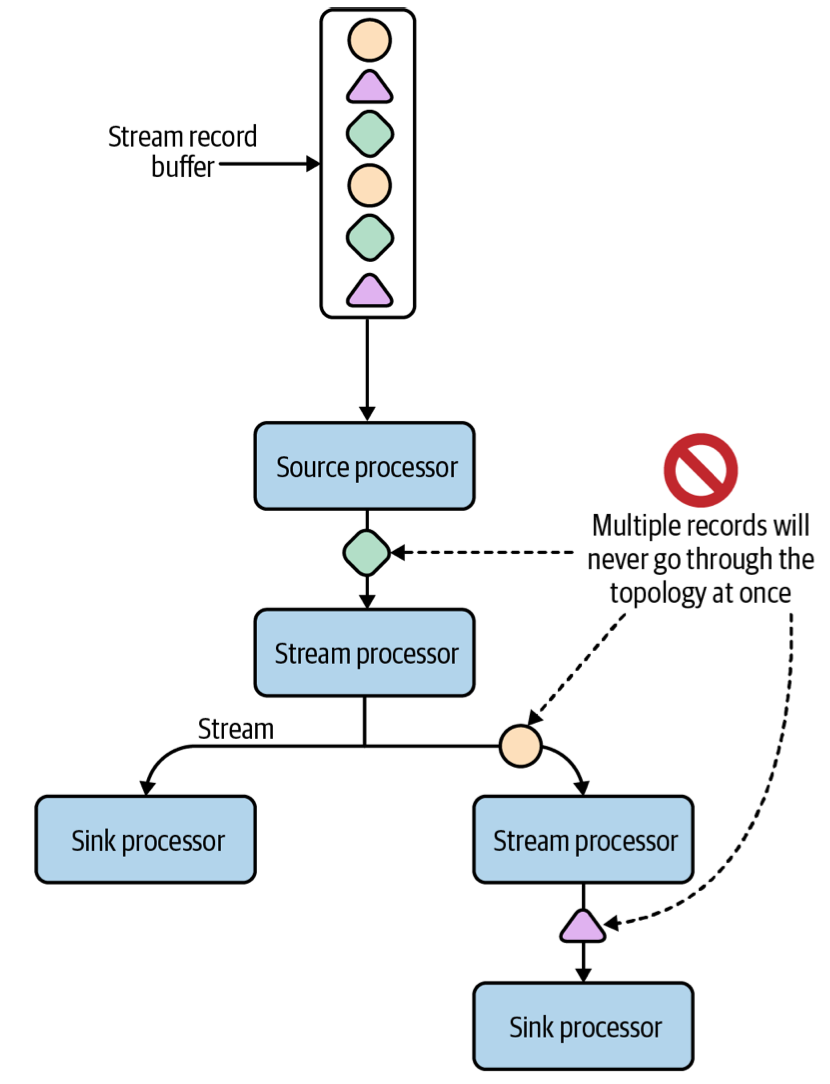 Stream record
buffer
Source processor
Multiple records will
never go through the
topology at once
Stream processor
Stream
Sink processor
Stream processor
Sink processor